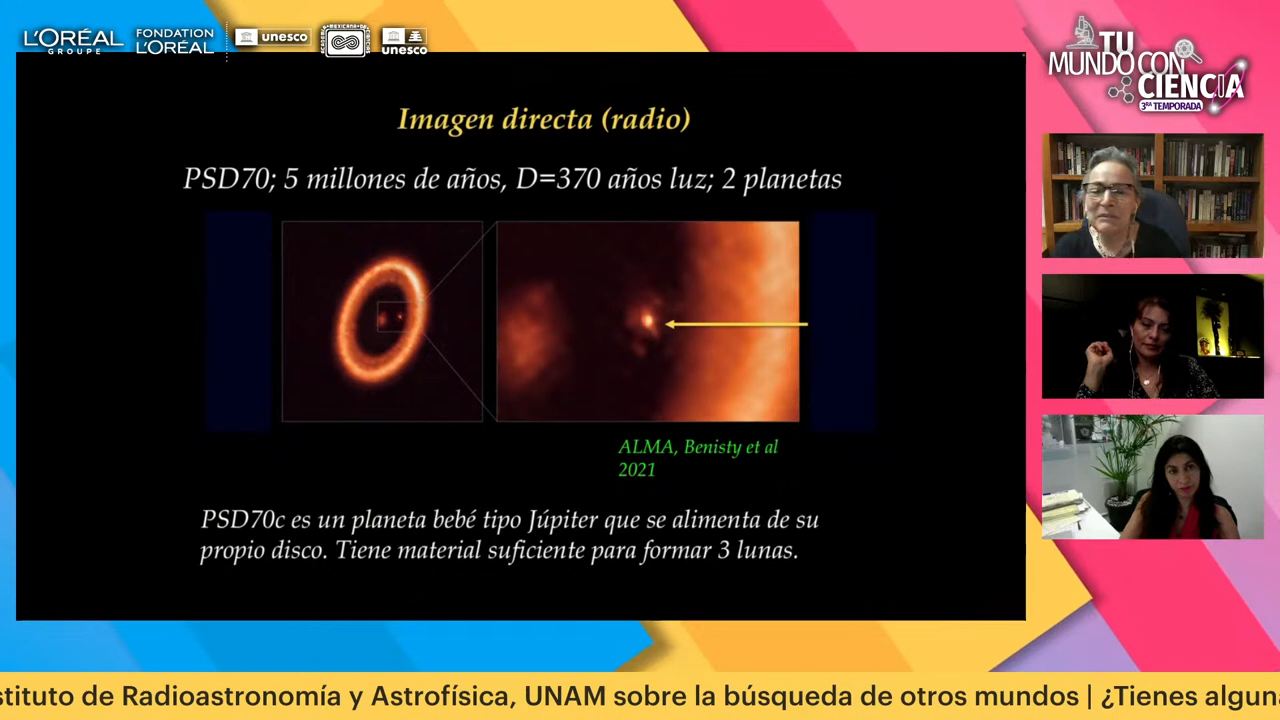 L'ORÉAL
GROUPE
FONDATION
L'ORÉAL
unesco
unesco
TU
MUNDO CON
CIENCIA
3RA TEMPORADA
Imagen directa (radio)
PSD70; 5 millones de años, D=370 años luz; 2 planetas
ALMA, Benisty et al
2021
PSD70c es un planeta bebé tipo Júpiter que se alimenta de su
propio disco. Tiene material suficiente para formar 3 lunas.
stituto de Radioastronomía y Astrofísica, UNAM sobre la búsqueda de otros mundos | ¿Tienes algun